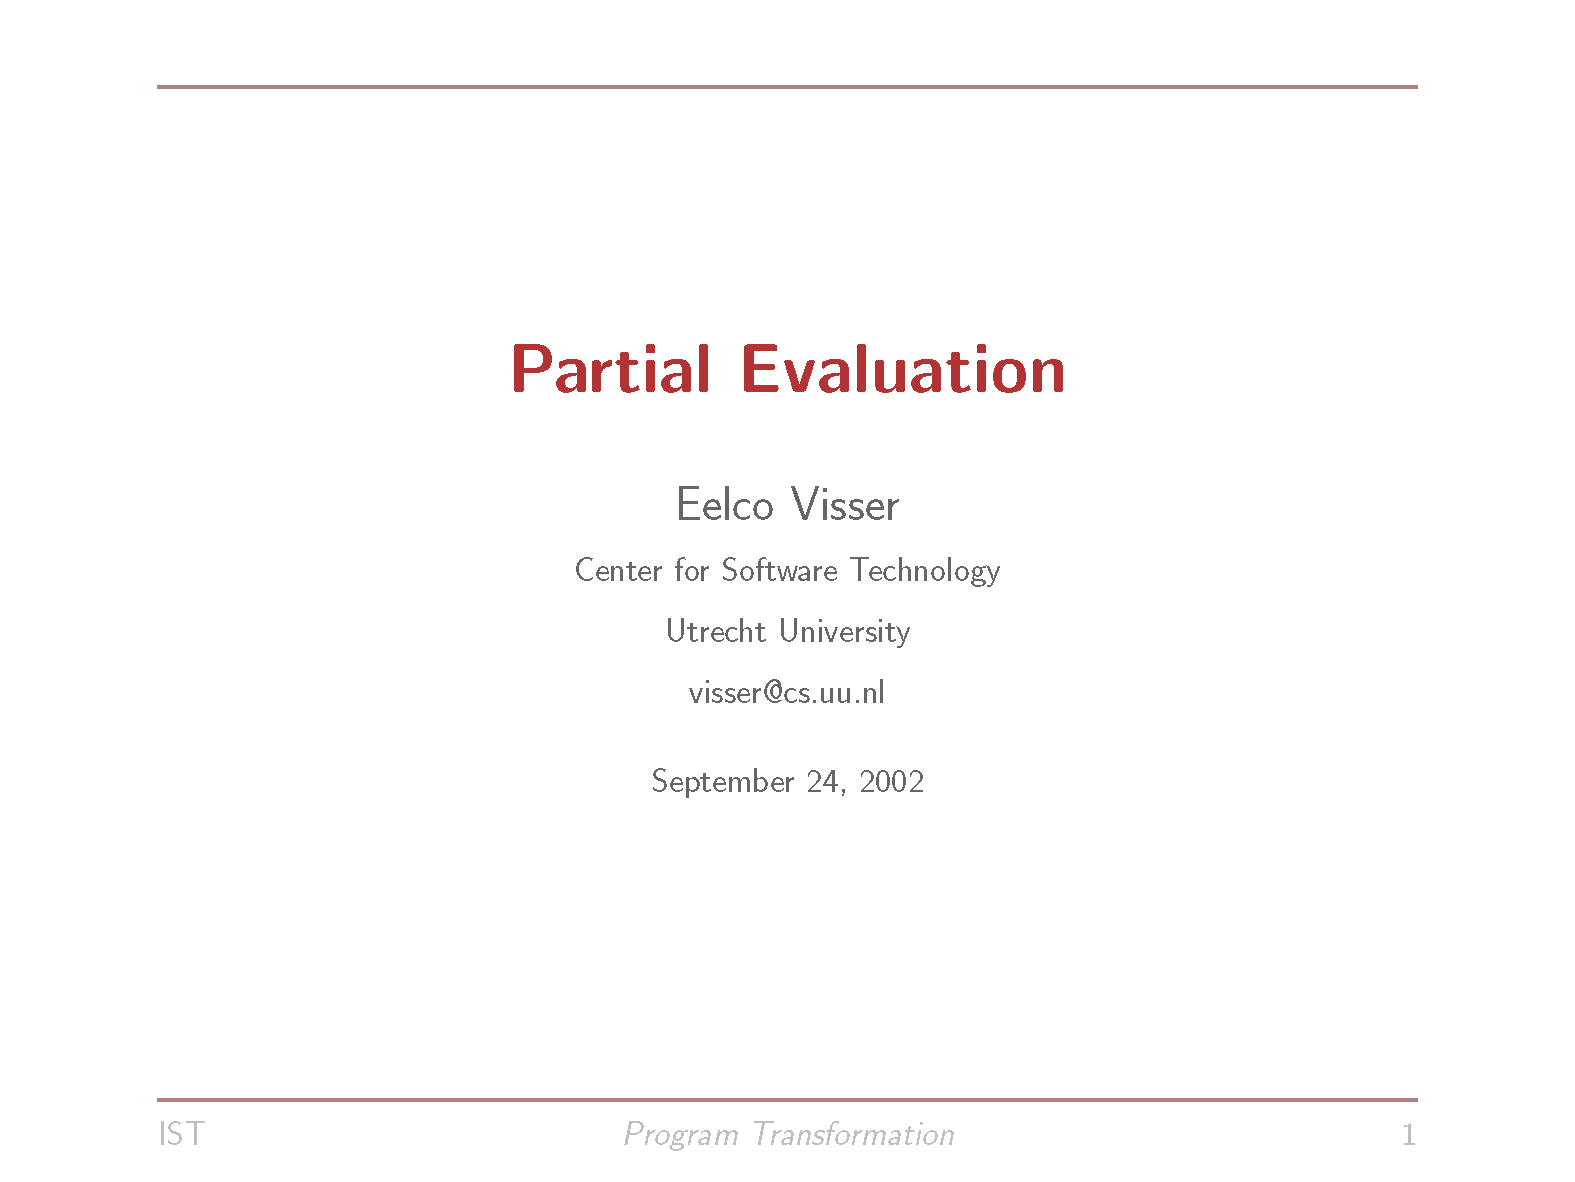 Partial Evaluation
Eelco Visser
Center for Software Technology
Utrecht University
visser@cs.uu.nl
September 24, 2002
IST Program Transformation 1